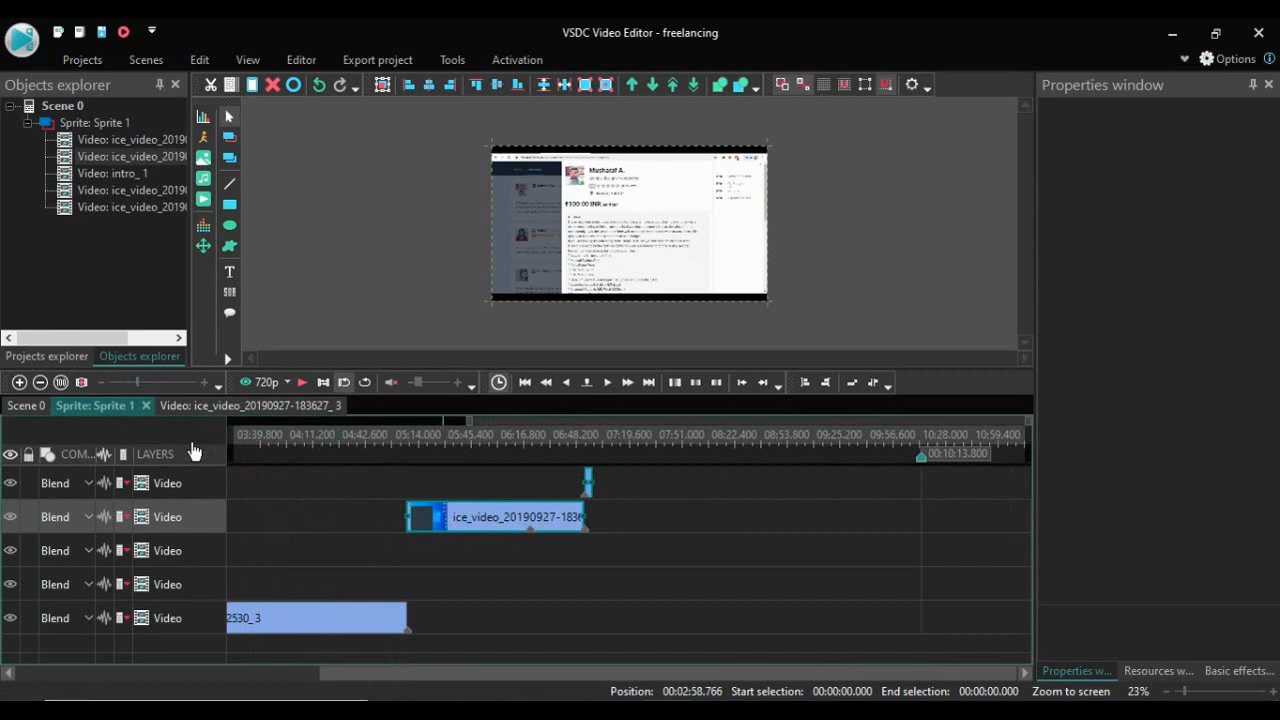 VSDC Video Editor - freelancing
Projects Scenes Edit View Editor Export project Tools Activation Options
Objects explorer
Properties window
Scene 0
Sprite: Sprite 1
Video: ice_video_2019
Video: ice_video_2019
Video: intro_1
Video: ice_video_2019
Video: ice_video_2019
Musharaf A.
₹100.00 INR
T
SUB
Projects explorer Objects explorer
720p
Scene 0 Sprite: Sprite 1 Video: ice_video_20190927-183627_3
03:39.800 04:11.200 04:42.600 05:14.000 05:45.400 06:16.800 06:48.200 07:19.600 07:51.000 08:22.400 08:53.800 09:25.200 09:56.600 10:28.000 10:59.400
COM... LAYERS 00:10:13.800
Blend Video
Blend Video ice_video_20190927-183
Blend Video
Blend Video
Blend Video 2530_3
Properties w... Resources w... Basic effects...
Position: 00:02:58.766 Start selection: 00:00:00.000 End selection: 00:00:00.000 Zoom to screen 23%